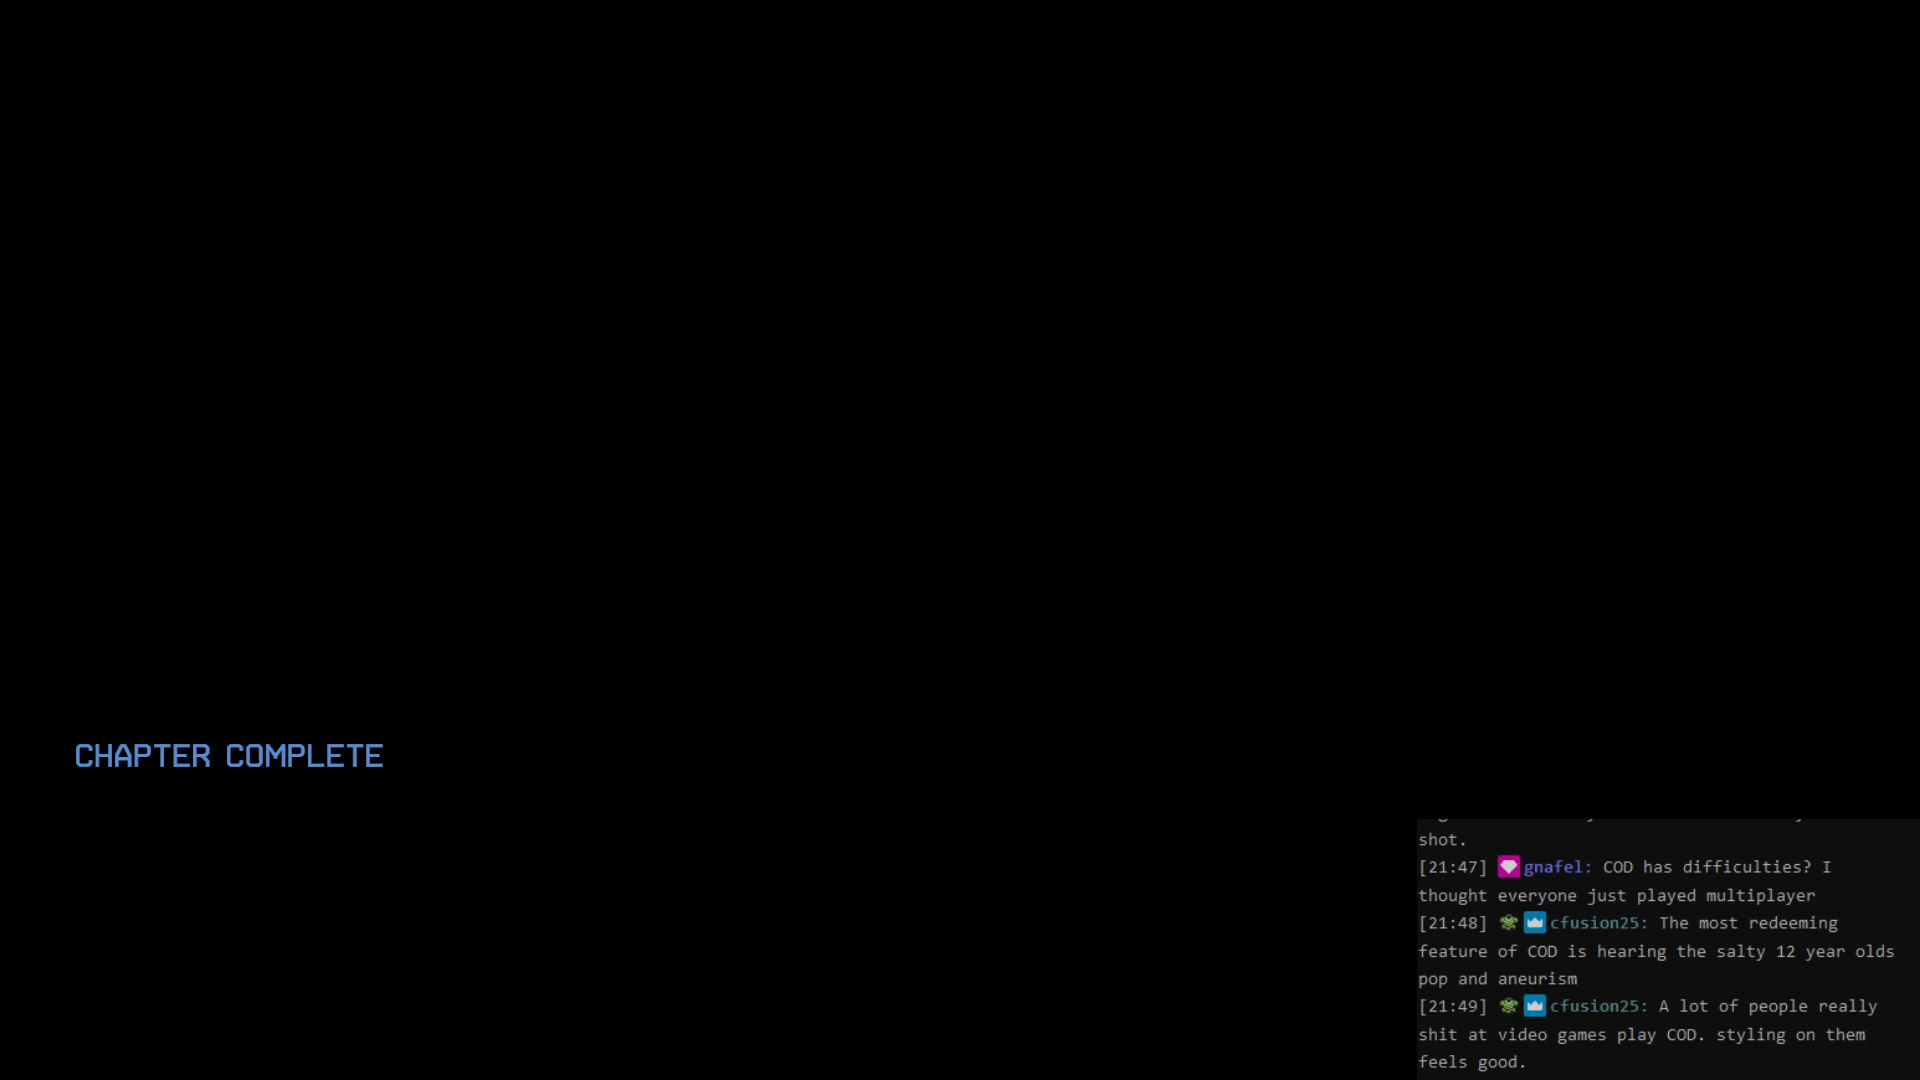 CHAPTER COMPLETE
shot.
[21:47] gnafel: COD has difficulties? I
thought everyone just played multiplayer
[21:48] cfusion25: The most redeeming
feature of COD is hearing the salty 12 year olds
pop and aneurism
[21:49] cfusion25: A lot of people really
shit at video games play COD. styling on them
feels good.